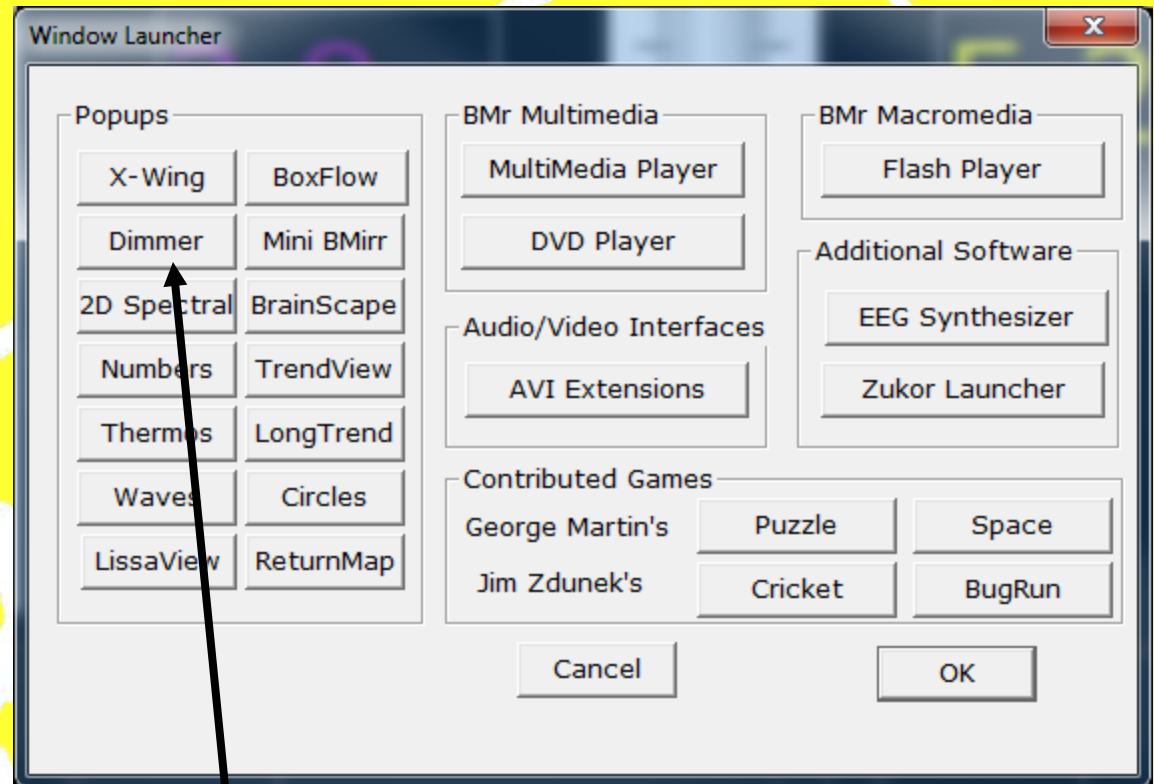 Window Launcher
x
Popups
X-Wing
BoxFlow
Dimmer
Mini BMirr
2D Spectral
BrainScape
Numbers
TrendView
Thermos
LongTrend
Waves
Circles
LissaView
ReturnMap
BMr Multimedia
MultiMedia Player
DVD Player
Audio/Video Interfaces
AVI Extensions
BMr Macromedia
Flash Player
Additional Software
EEG Synthesizer
Zukor Launcher
Contributed Games
George Martin's
Puzzle
Space
Jim Zdunek's
Cricket
BugRun
Cancel
OK